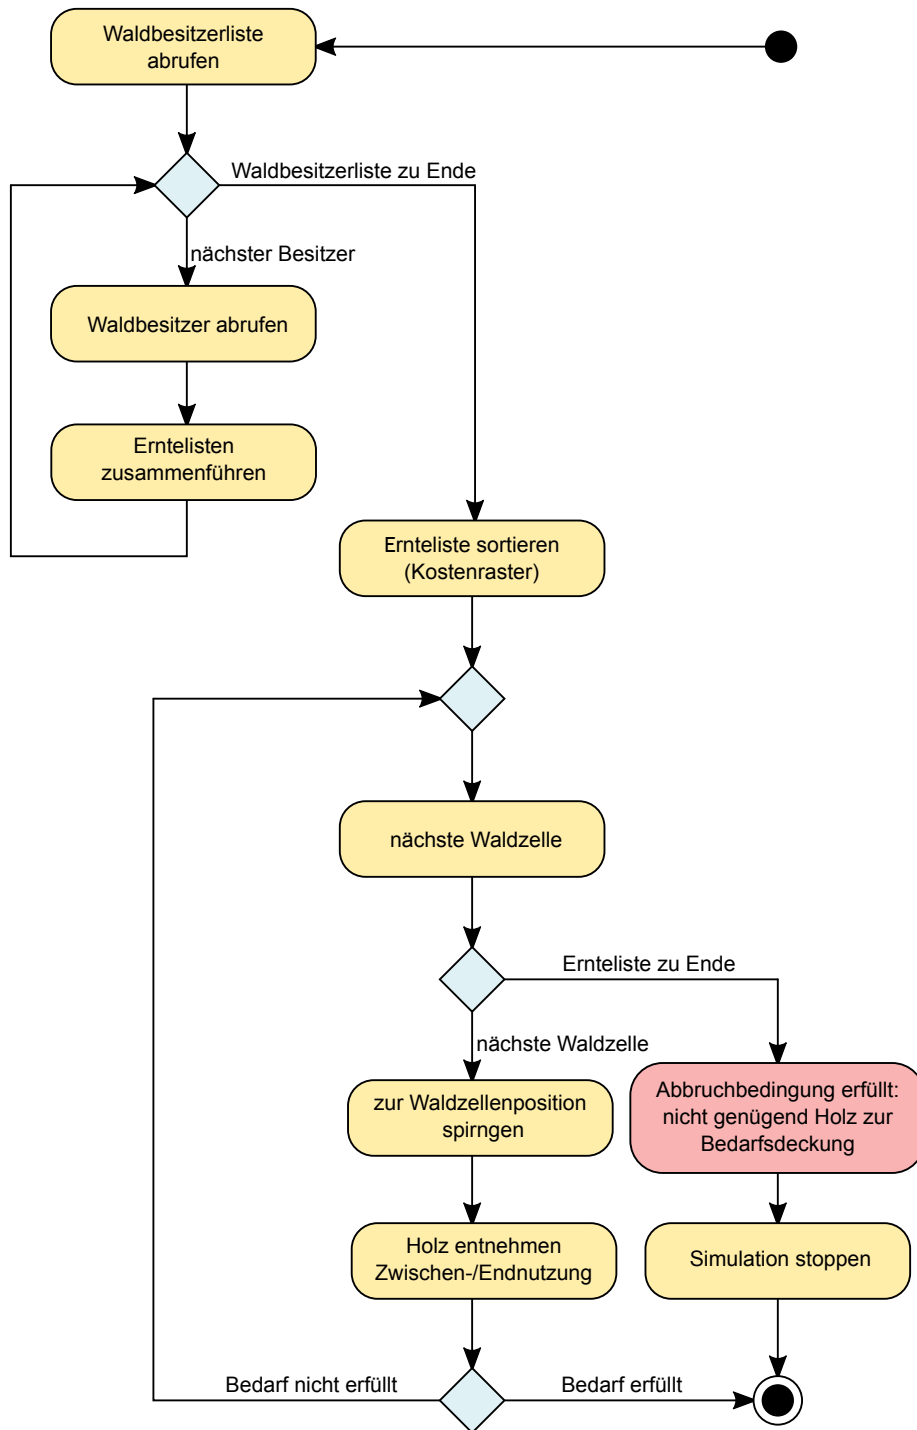 Waldbesitzerliste
abrufen
Waldbesitzerliste zu Ende
nächster Besitzer
Waldbesitzer abrufen
Erntelisten
zusammenführen
Ernteliste sortieren
(Kostenraster)
nächste Waldzelle
Ernteliste zu Ende
nächste Waldzelle
zur Waldzellenposition
spirngen
Abbruchbedingung erfüllt:
nicht genügend Holz zur
Bedarfsdeckung
Holz entnehmen
Zwischen-/Endnutzung
Simulation stoppen
Bedarf nicht erfüllt
Bedarf erfüllt